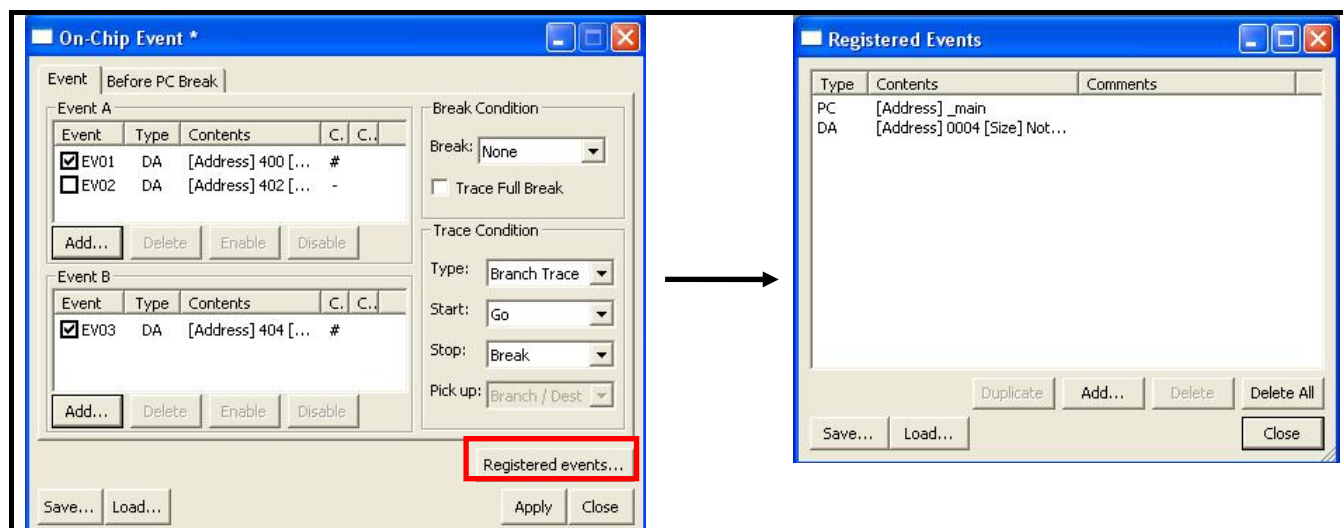 On-Chip Event *
Event Before PC Break
Event A
Event Type Contents C. C..
EV01 DA [Address] 400 [... #
EV02 DA [Address] 402 [... -
Add... Delete Enable Disable
Event B
Event Type Contents C. C..
EV03 DA [Address] 404 [... #
Add... Delete Enable Disable
Break Condition
Break: None
Trace Full Break
Trace Condition
Type: Branch Trace
Start: Go
Stop: Break
Pick up: Branch / Dest
Registered events...
Save... Load... Apply Close
Registered Events
Type Contents Comments
PC [Address] _main
DA [Address] 0004 [Size] Not...
Duplicate Add... Delete Delete All
Save... Load... Close